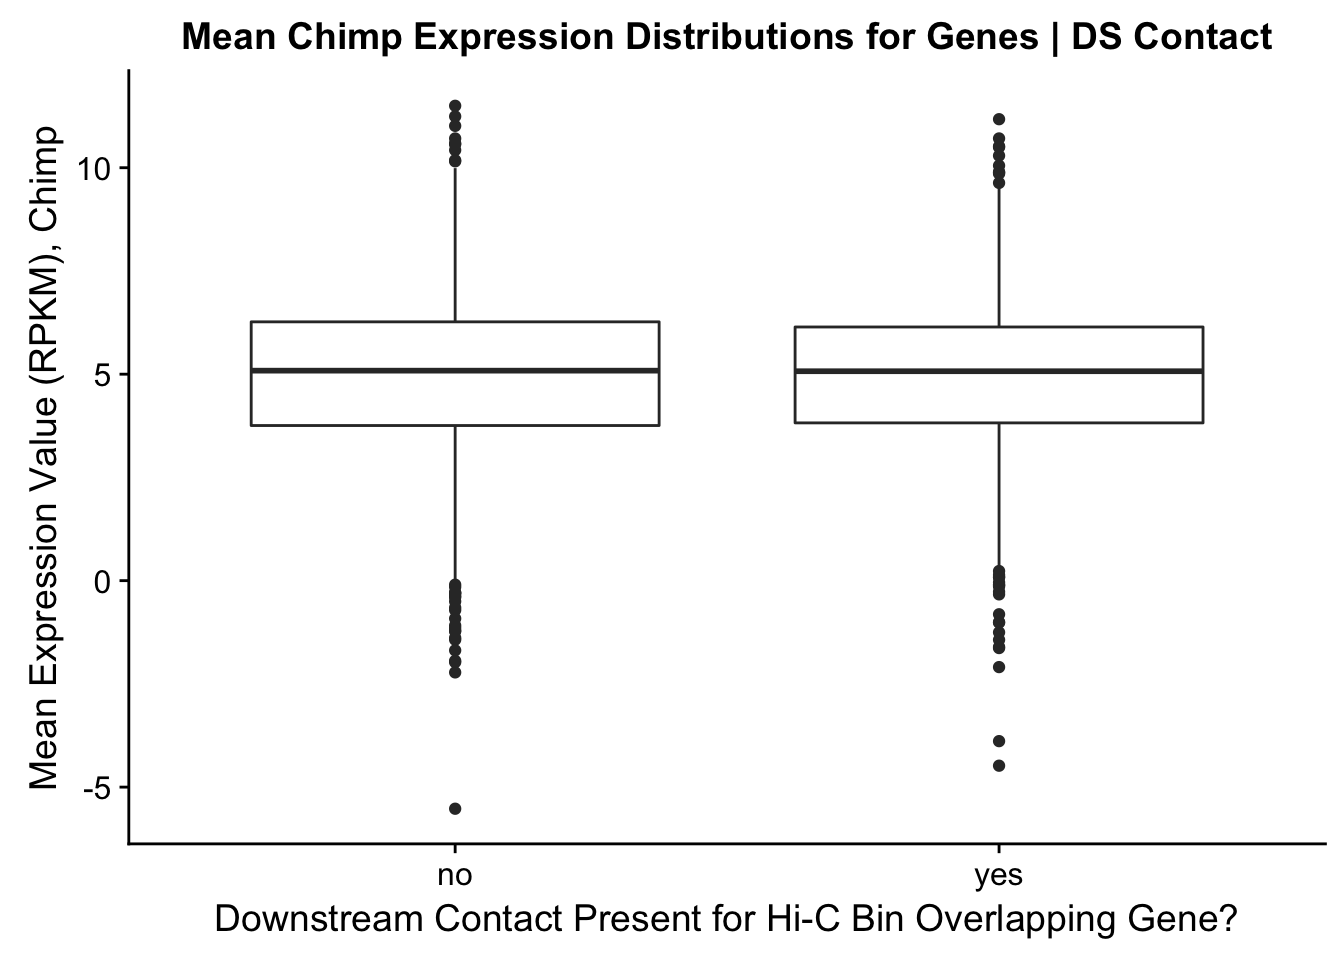 Mean Chimp Expression Distributions for Genes | DS Contact
Mean Expression Value (RPKM), Chimp
10
5
0
-5
no
yes
Downstream Contact Present for Hi-C Bin Overlapping Gene?